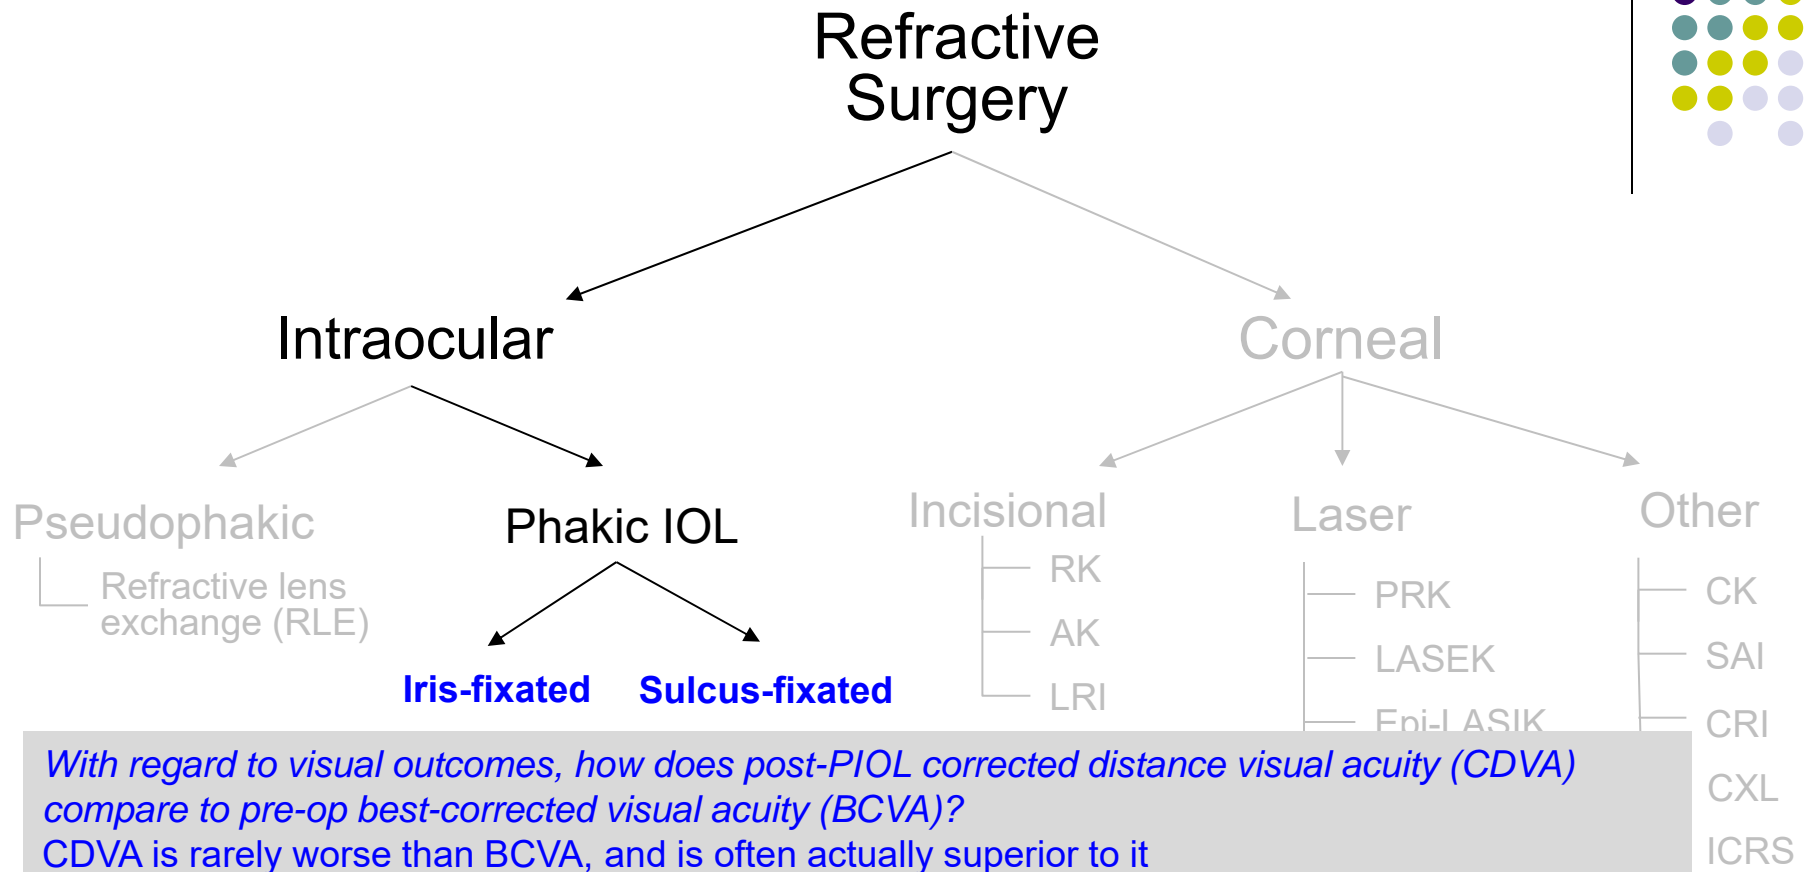 Refractive
Surgery
Intraocular
Corneal
Pseudophakic
Refractive lens
exchange (RLE)
Phakic IOL
Iris-fixated
Sulcus-fixated
Incisional
RK
AK
LRI
Laser
PRK
LASEK
Epi-LASIK
Other
CK
SAI
CRI
CXL
ICRS
With regard to visual outcomes, how does post-PIOL corrected distance visual acuity (CDVA)
compare to pre-op best-corrected visual acuity (BCVA)?
CDVA is rarely worse than BCVA, and is often actually superior to it